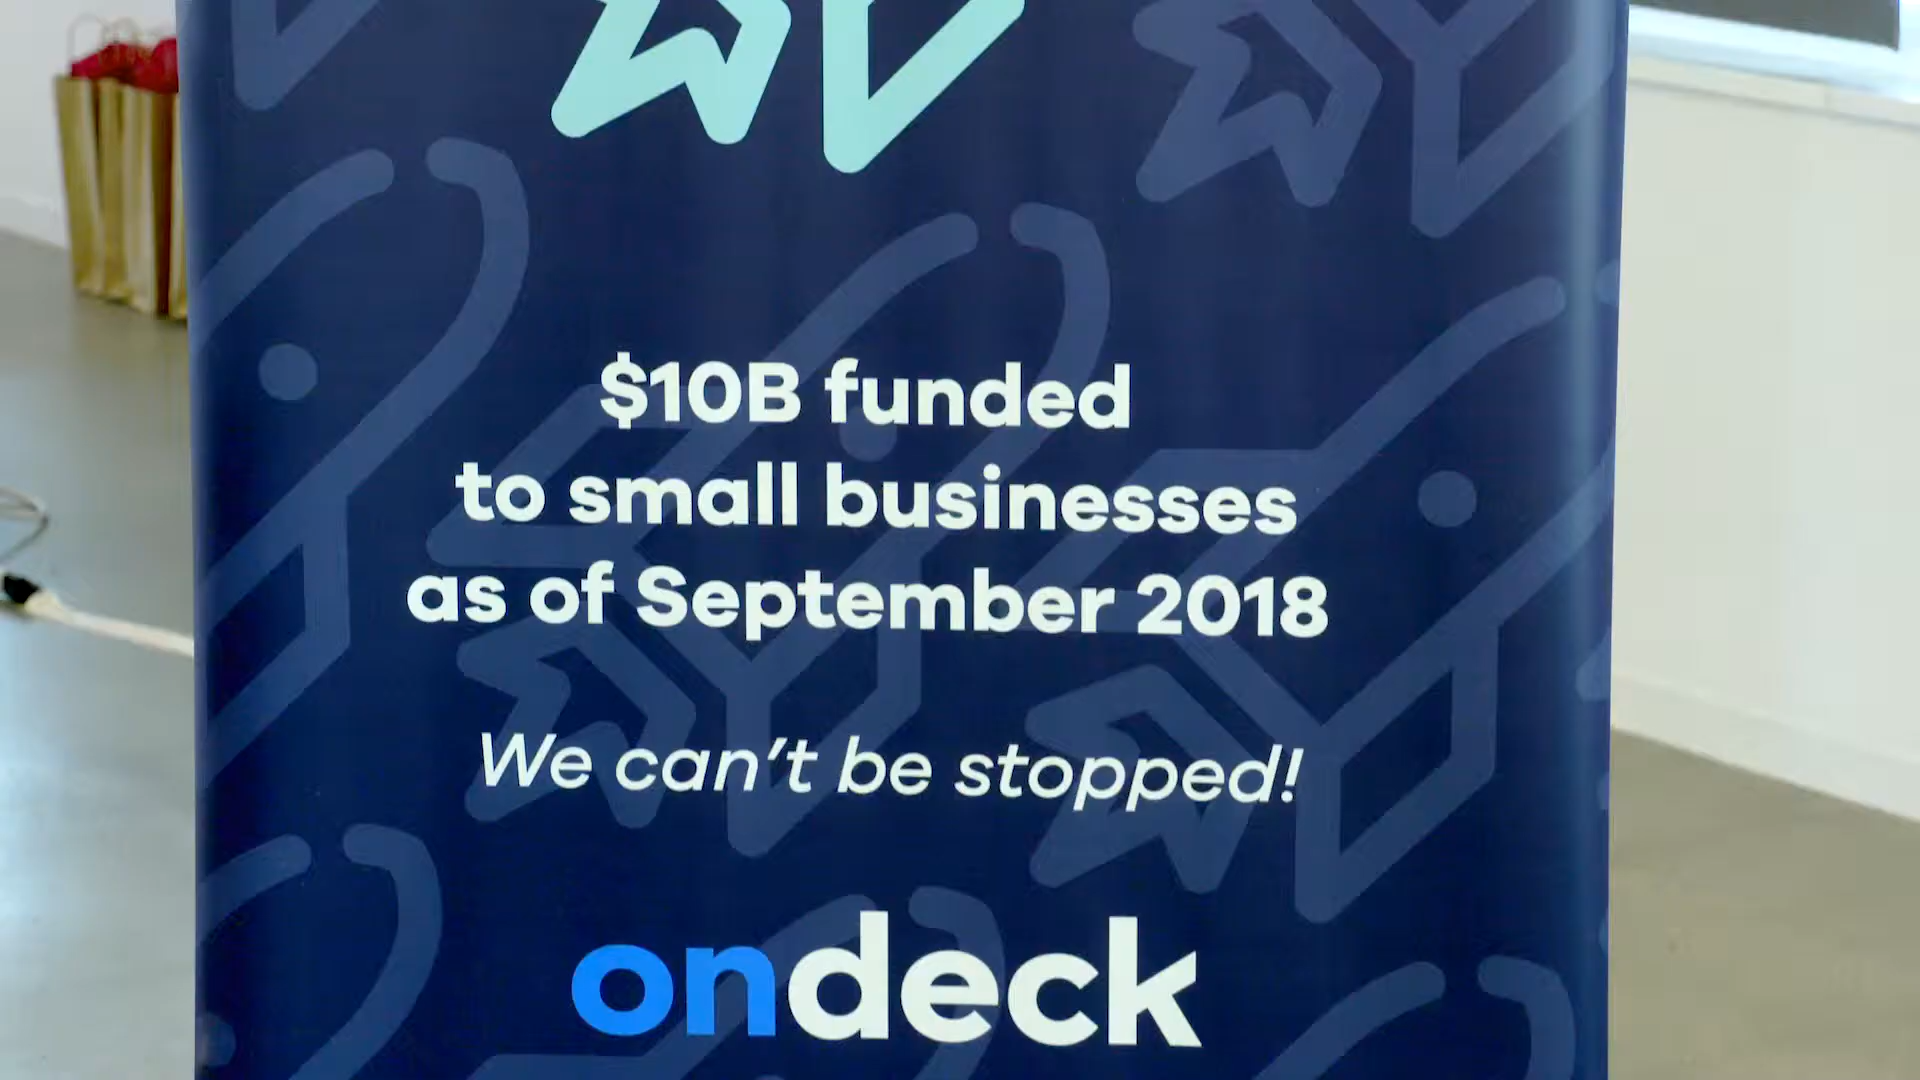 $10B funded
to small businesses
as of September 2018
We can't be stopped!
ondeck